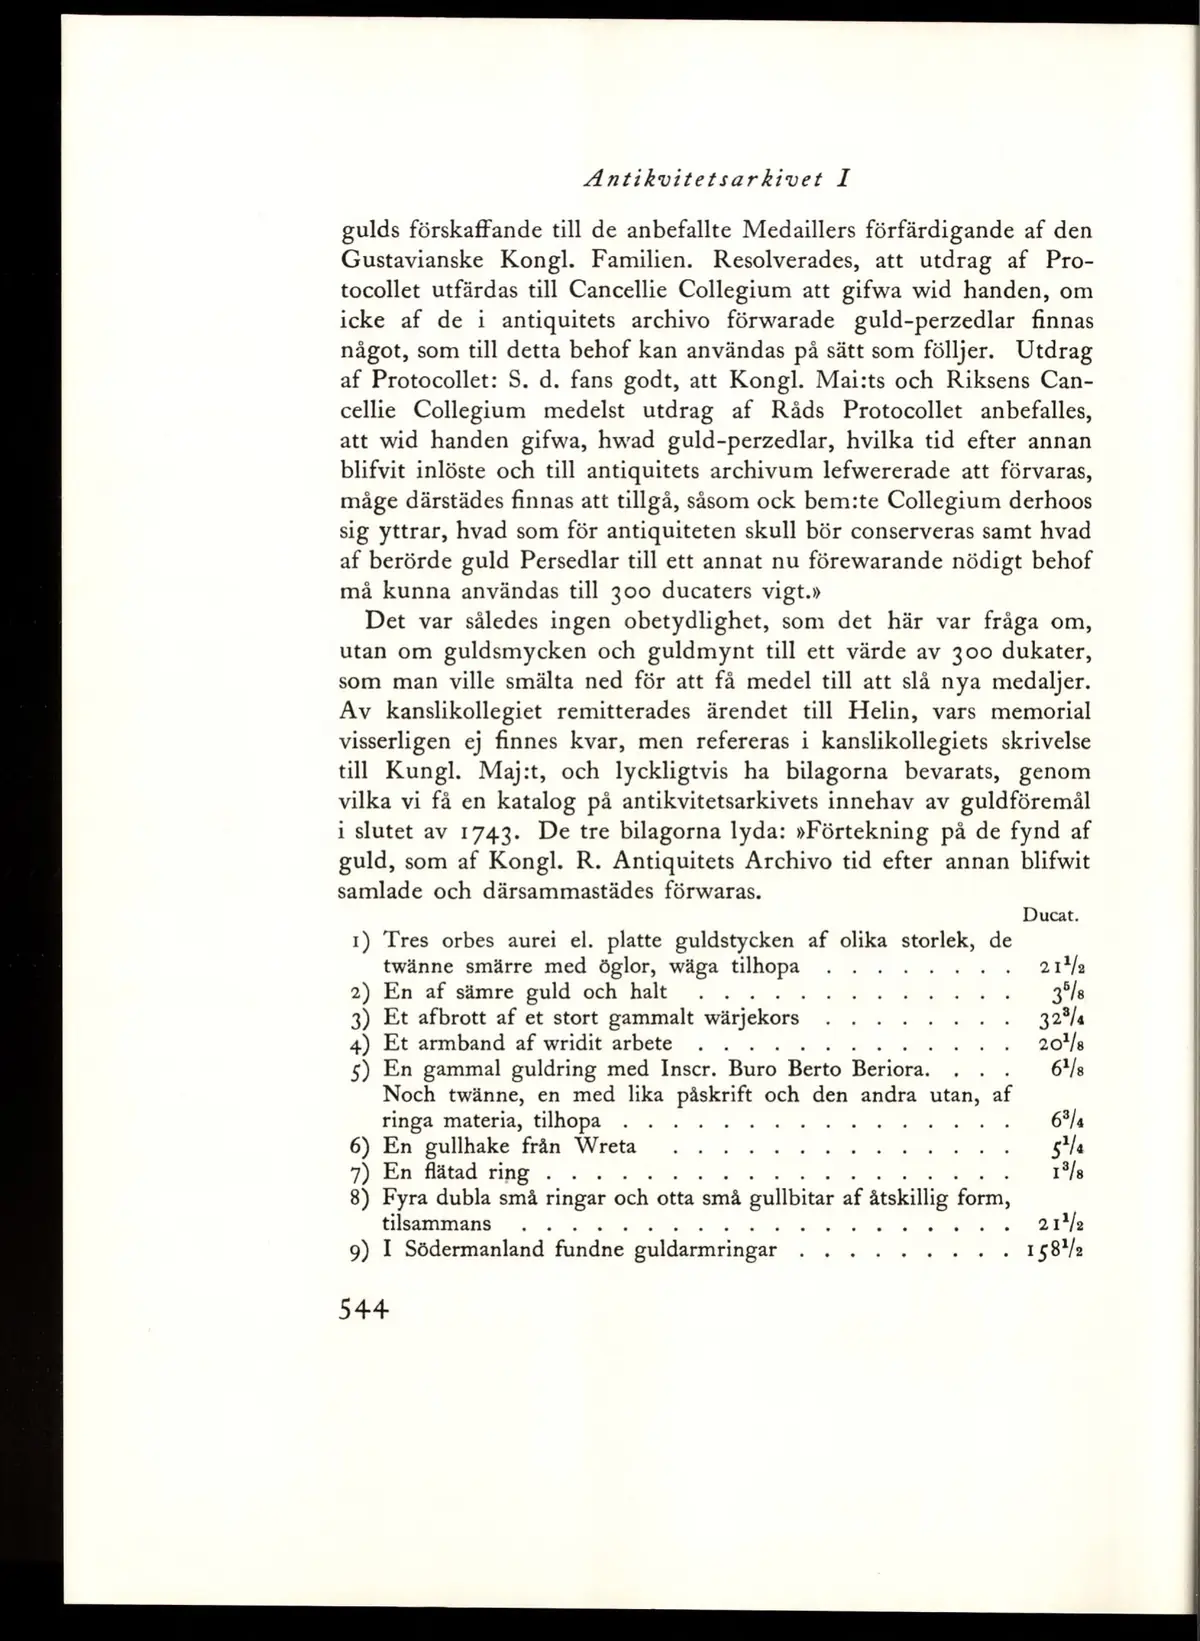 Antikvitetsarkivet I
gulds förskaffande till de anbefallte Medaillers förfärdigande af den
Gustavianske Kongl. Familien. Resolverades, att utdrag af Pro-
tocollet utfärdas till Cancellie Collegium att gifwa wid handen, om
icke af de i antiquitets archivo förwarade guld-perzedlar finnas
något, som till detta behof kan användas på sätt som fölljer. Utdrag
af Protocollet: S. d. fans godt, att Kongl. Mai:ts och Riksens Can-
cellie Collegium medelst utdrag af Råds Protocollet anbefalles,
att wid handen gifwa, hwad guld-perzedlar, hvilka tid efter annan
blifvit inlöste och till antiquitets archivum lefwererade att förvaras,
måge därstädes finnas att tillgå, såsom ock bem:te Collegium derhoos
sig yttrar, hvad som för antiquiteten skull bör conserveras samt hvad
af berörde guld Persedlar till ett annat nu förewarande nödigt behof
må kunna användas till 300 ducaters vigt.»
Det var således ingen obetydlighet, som det här var fråga om,
utan om guldsmycken och guldmynt till ett värde av 300 dukater,
som man ville smälta ned för att få medel till att slå nya medaljer.
Av kanslikollegiet remitterades ärendet till Helin, vars memorial
visserligen ej finnes kvar, men refereras i kanslikollegiets skrivelse
till Kungl. Maj:t, och lyckligtvis ha bilagorna bevarats, genom
vilka vi få en katalog på antikvitetsarkivets innehav av guldföremål
i slutet av 1743. De tre bilagorna lyda: »Förtekning på de fynd af
guld, som af Kongl. R. Antiquitets Archivo tid efter annan blifwit
samlade och därsammastädes förwaras.
Ducat.
1) Tres orbes aurei el. platte guldstycken af olika storlek, de
twänne smärre med öglor, wäga tilhopa . . . . . . . . 21¹/₂
2) En af sämre guld och halt . . . . . . . . . . . . . 3⁵/₈
3) Et afbrott af et stort gammalt wärjekors . . . . . . . . 32³/₄
4) Et armband af wridit arbete . . . . . . . . . . . . . 20¹/₈
5) En gammal guldring med Inscr. Buro Berto Beriora. . . . 6¹/₈
Noch twänne, en med lika påskrift och den andra utan, af
ringa materia, tilhopa . . . . . . . . . . . . . . . . 6³/₄
6) En gullhake från Wreta . . . . . . . . . . . . . . 5¹/₄
7) En flätad ring . . . . . . . . . . . . . . . . . . . 1³/₈
8) Fyra dubla små ringar och otta små gullbitar af åtskillig form,
tilsammans . . . . . . . . . . . . . . . . . . . . 21¹/₂
9) I Södermanland fundne guldarmringar . . . . . . . . . 158¹/₂
544